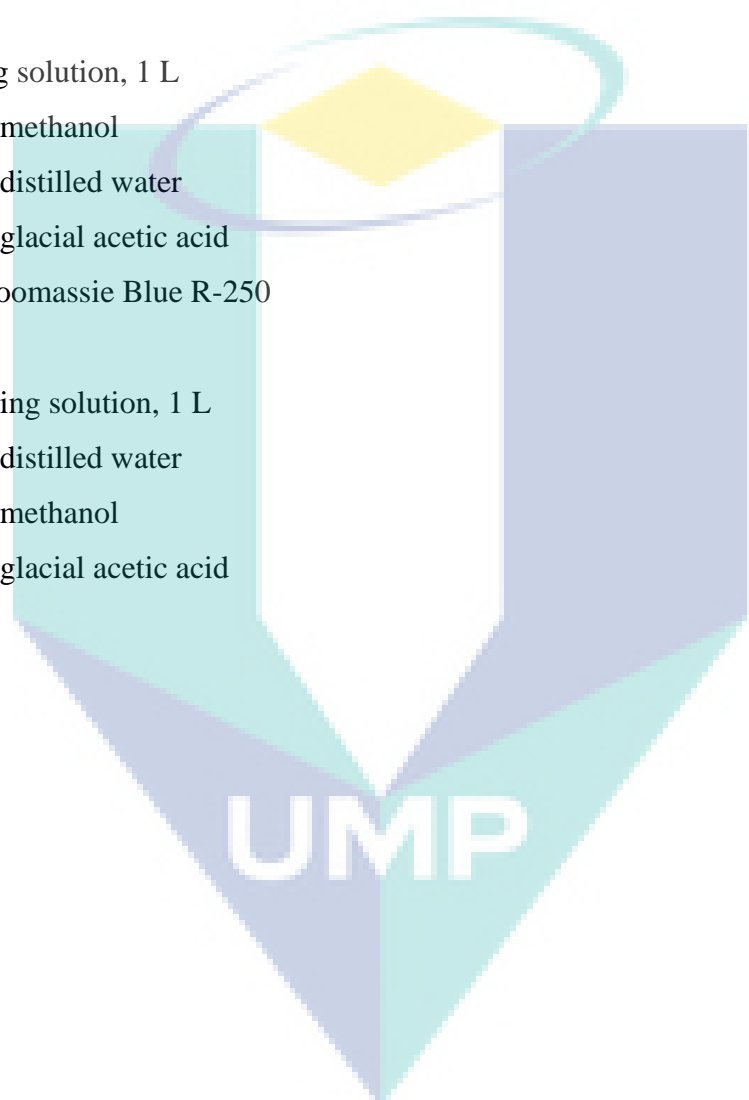 g solution, 1 L
methanol
distilled water
glacial acetic acid
oomassie Blue R-250
ing solution, 1 L
distilled water
methanol
glacial acetic acid
UMP